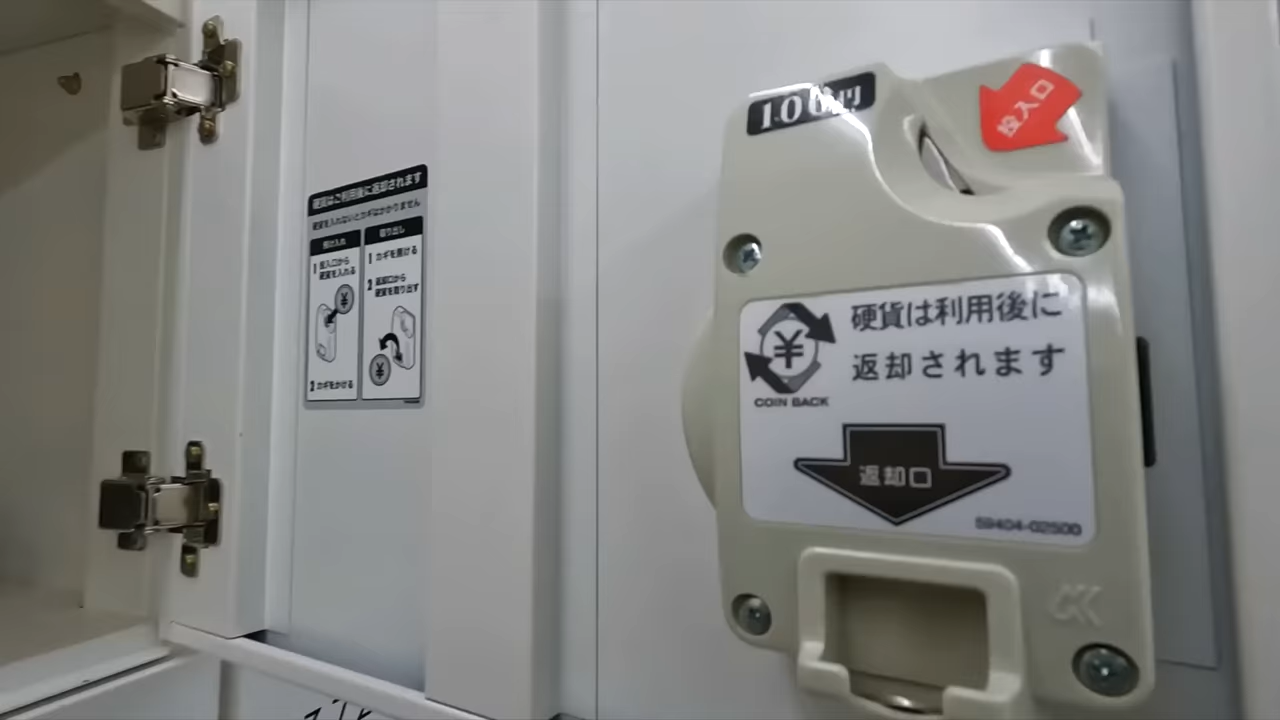 硬貨はご利用後に返却されます
硬貨を入れないとカギはかかりません
預け入れ
1 投入口から
硬貨を入れる
¥
2 カギをかける
取り出し
1 カギを開ける
2 返却口から
硬貨を取り出す
¥
100円
投入口
硬貨は利用後に
返却されます
¥
COIN BACK
返却口
59404-02500